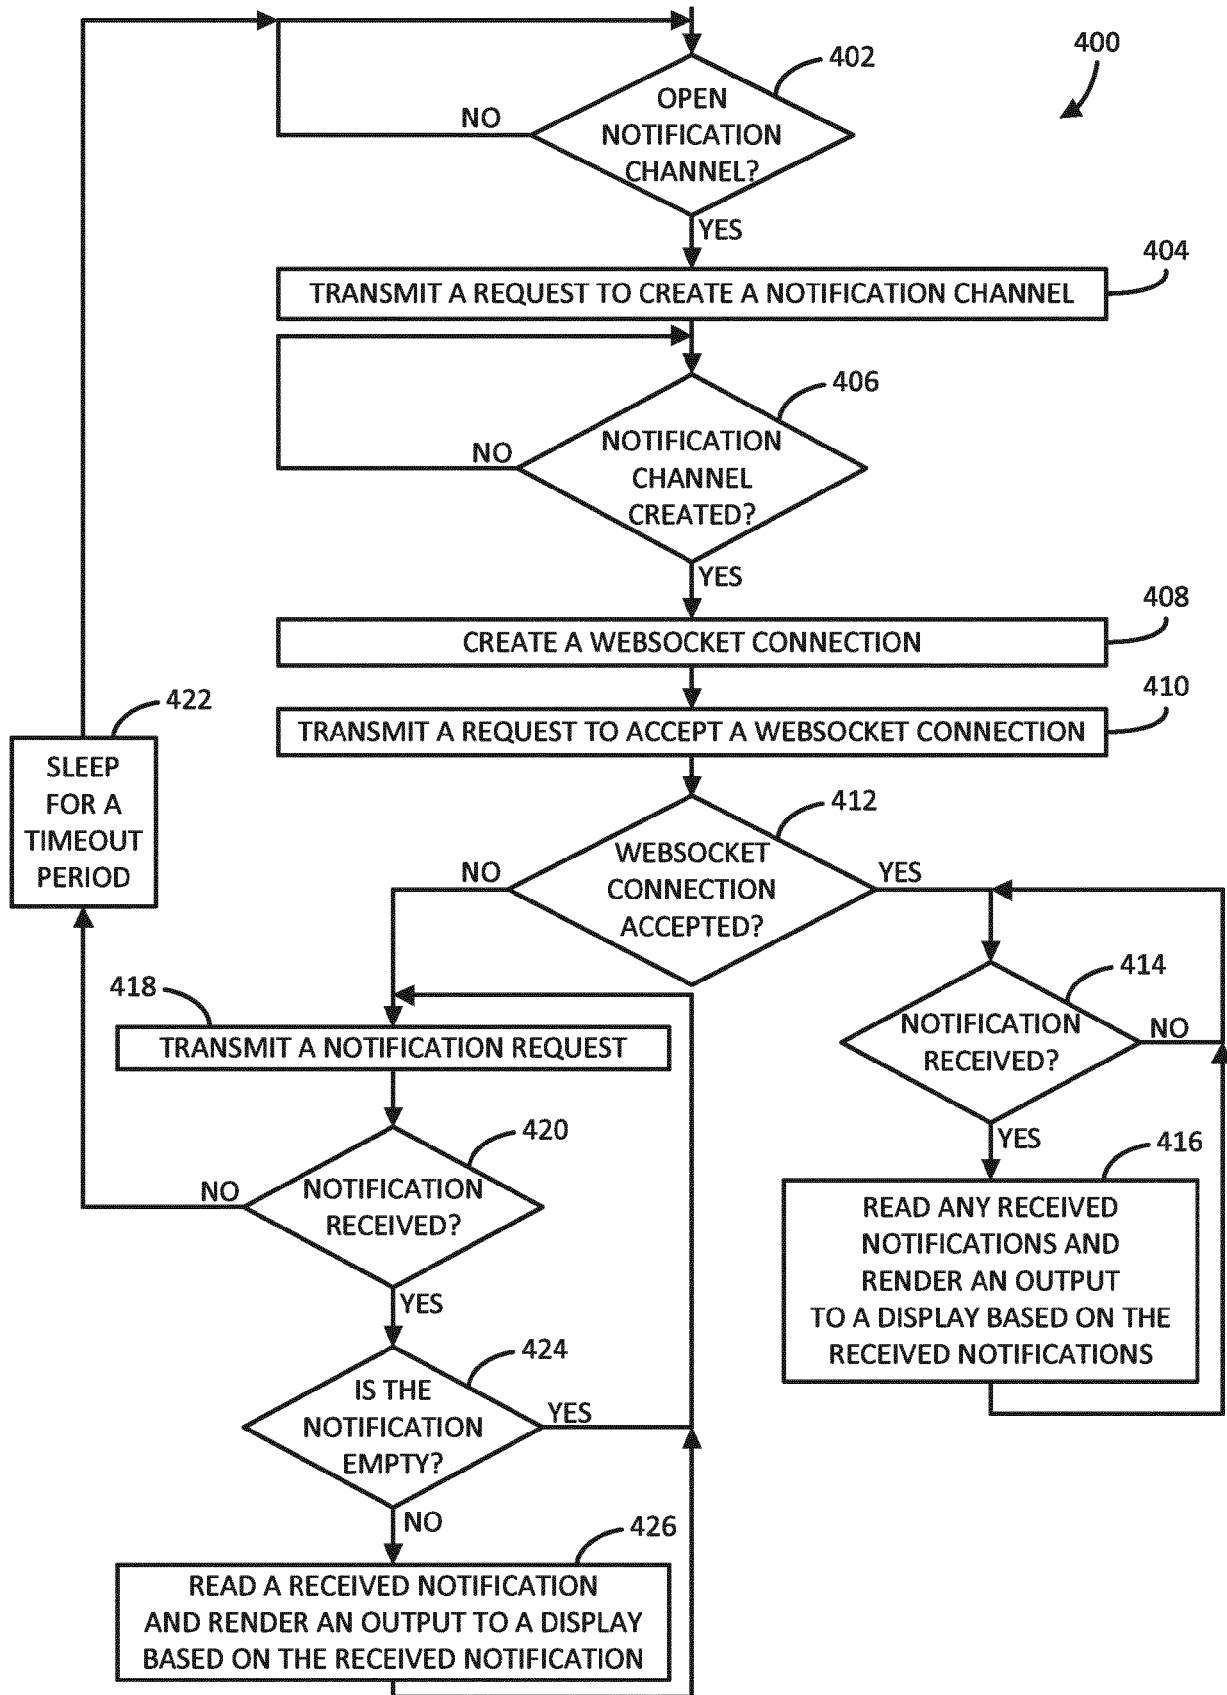 402
400
OPEN
NOTIFICATION
CHANNEL?
NO
YES
404
TRANSMIT A REQUEST TO CREATE A NOTIFICATION CHANNEL
406
NOTIFICATION
CHANNEL
CREATED?
NO
YES
408
CREATE A WEBSOCKET CONNECTION
410
TRANSMIT A REQUEST TO ACCEPT A WEBSOCKET CONNECTION
422
SLEEP
FOR A
TIMEOUT
PERIOD
412
WEBSOCKET
CONNECTION
ACCEPTED?
NO
YES
414
NOTIFICATION
RECEIVED?
NO
YES
416
READ ANY RECEIVED
NOTIFICATIONS AND
RENDER AN OUTPUT
TO A DISPLAY BASED ON THE
RECEIVED NOTIFICATIONS
418
TRANSMIT A NOTIFICATION REQUEST
420
NOTIFICATION
RECEIVED?
NO
YES
424
IS THE
NOTIFICATION
EMPTY?
YES
NO
426
READ A RECEIVED NOTIFICATION
AND RENDER AN OUTPUT TO A DISPLAY
BASED ON THE RECEIVED NOTIFICATION